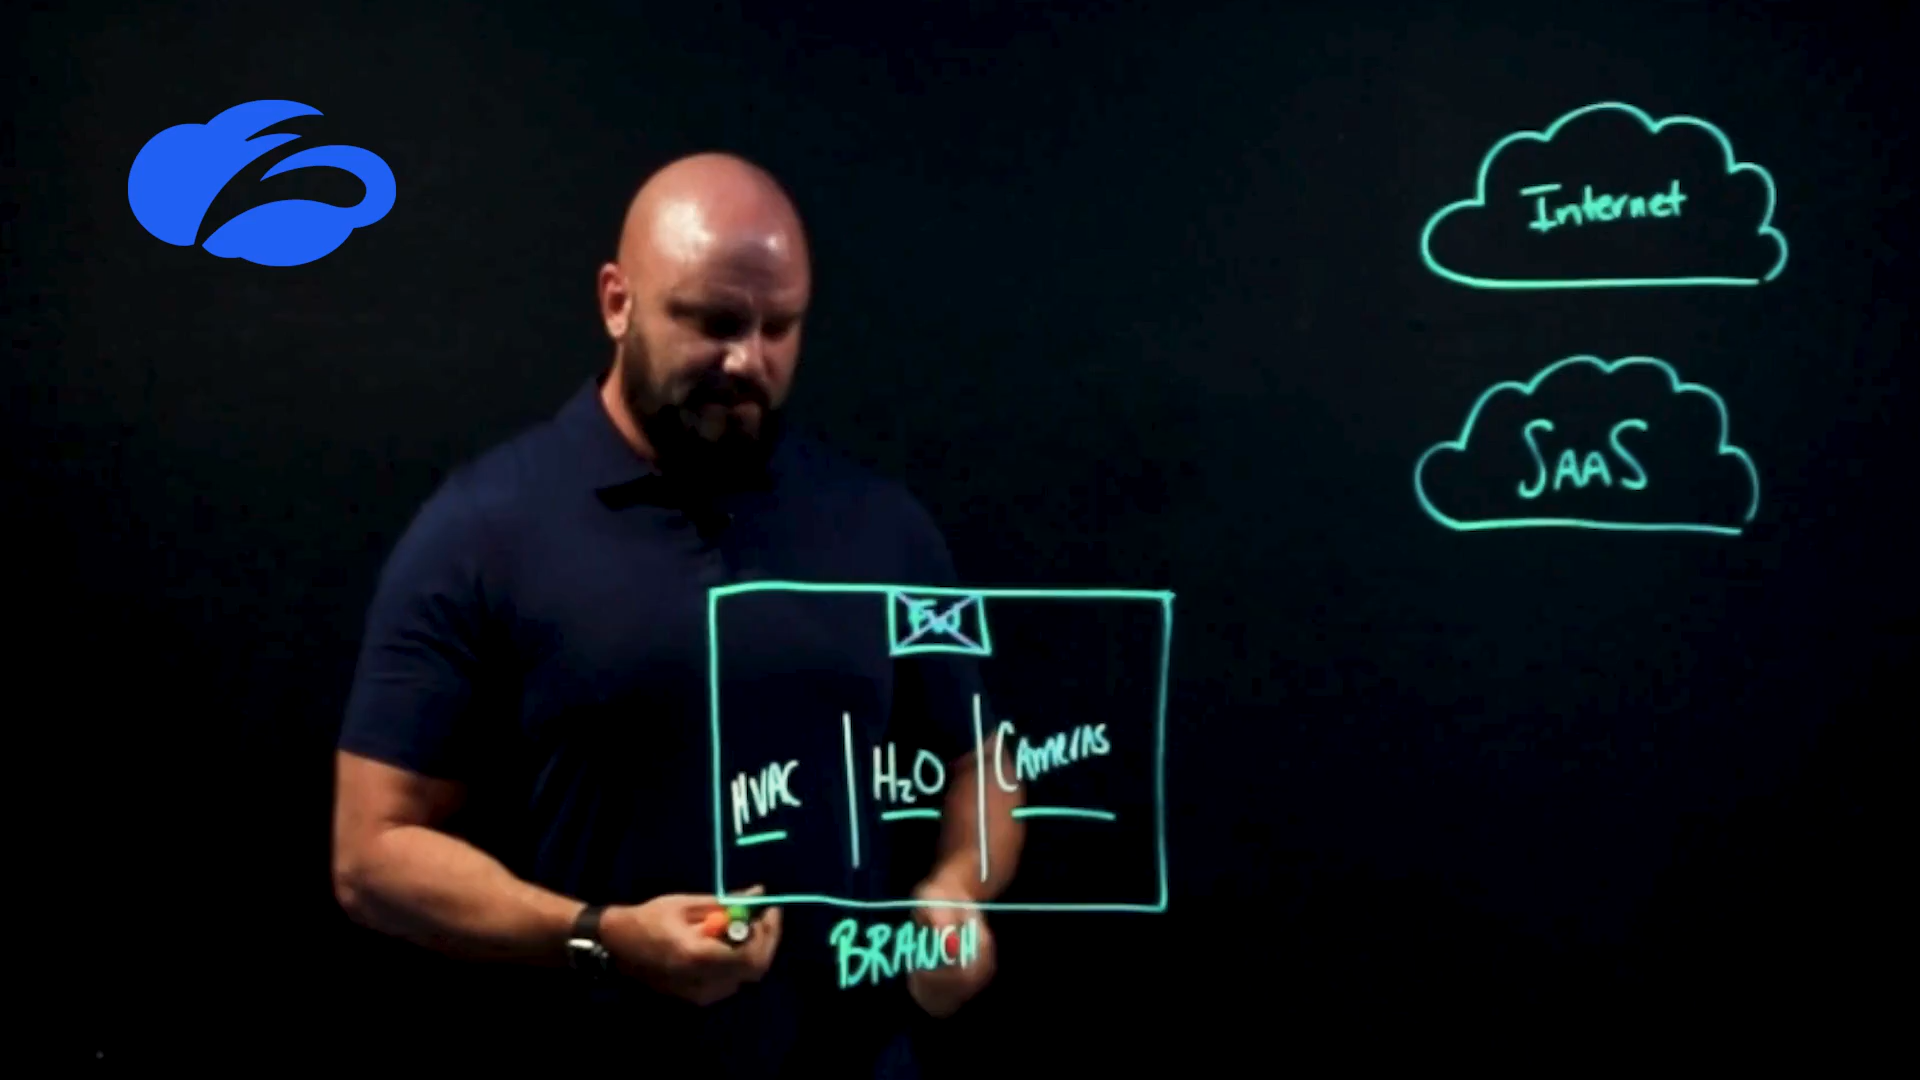 Internet
SAAS
FW
HVAC
H₂O
CAMERAS
BRANCH